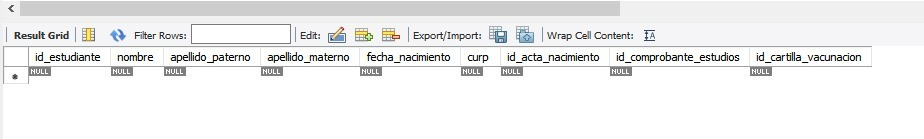 Result Grid Filter Rows: Edit: Export/Import: Wrap Cell Content: IA
id_estudiante nombre apellido_paterno apellido_materno fecha_nacimiento curp id_acta_nacimiento id_comprobante_estudios id_cartilla_vacunacion
NULL NULL NULL NULL NULL NULL NULL NULL NULL